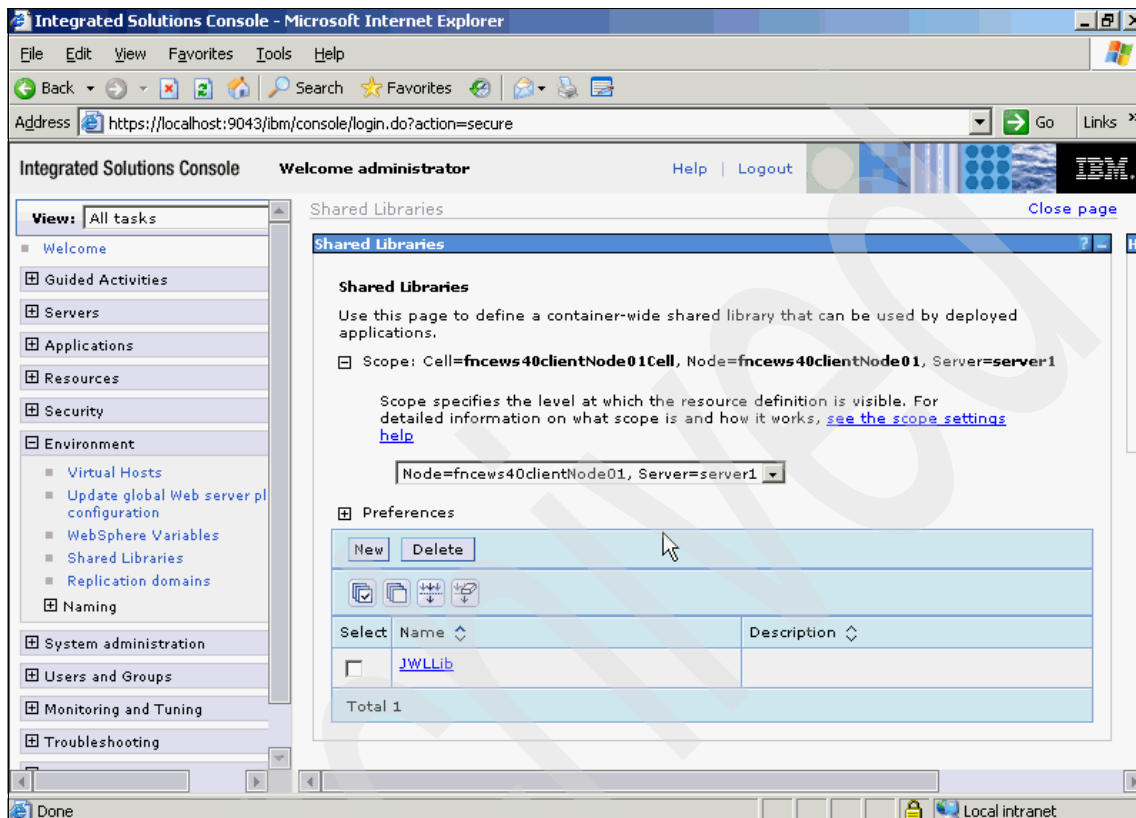 Integrated Solutions Console - Microsoft Internet Explorer
File Edit View Favorites Tools Help
Back Search Favorites
Address https://localhost:9043/ibm/console/login.do?action=secure Go Links »
Integrated Solutions Console Welcome administrator Help | Logout IBM.
View: All tasks
Welcome
Guided Activities
Servers
Applications
Resources
Security
Environment
Virtual Hosts
Update global Web server pl
configuration
WebSphere Variables
Shared Libraries
Replication domains
Naming
System administration
Users and Groups
Monitoring and Tuning
Troubleshooting
Shared Libraries Close page
Shared Libraries ? –
Shared Libraries
Use this page to define a container-wide shared library that can be used by deployed
applications.
Scope: Cell=fncews40clientNode01Cell, Node=fncews40clientNode01, Server=server1
Scope specifies the level at which the resource definition is visible. For
detailed information on what scope is and how it works, see the scope settings
help
Node=fncews40clientNode01, Server=server1
Preferences
New Delete
Select Name Description
JWLLib
Total 1
H
Done Local intranet